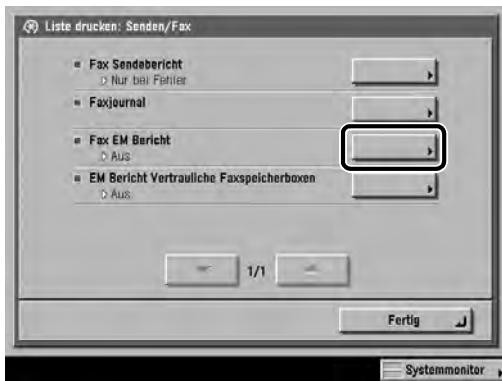 Liste drucken: Senden/Fax
Fax Sendebericht
Nur bei Fehler
Faxjournal
Fax EM Bericht
Aus
EM Bericht Vertrauliche Faxspeicherboxen
Aus
1/1
Fertig
Systemmonitor